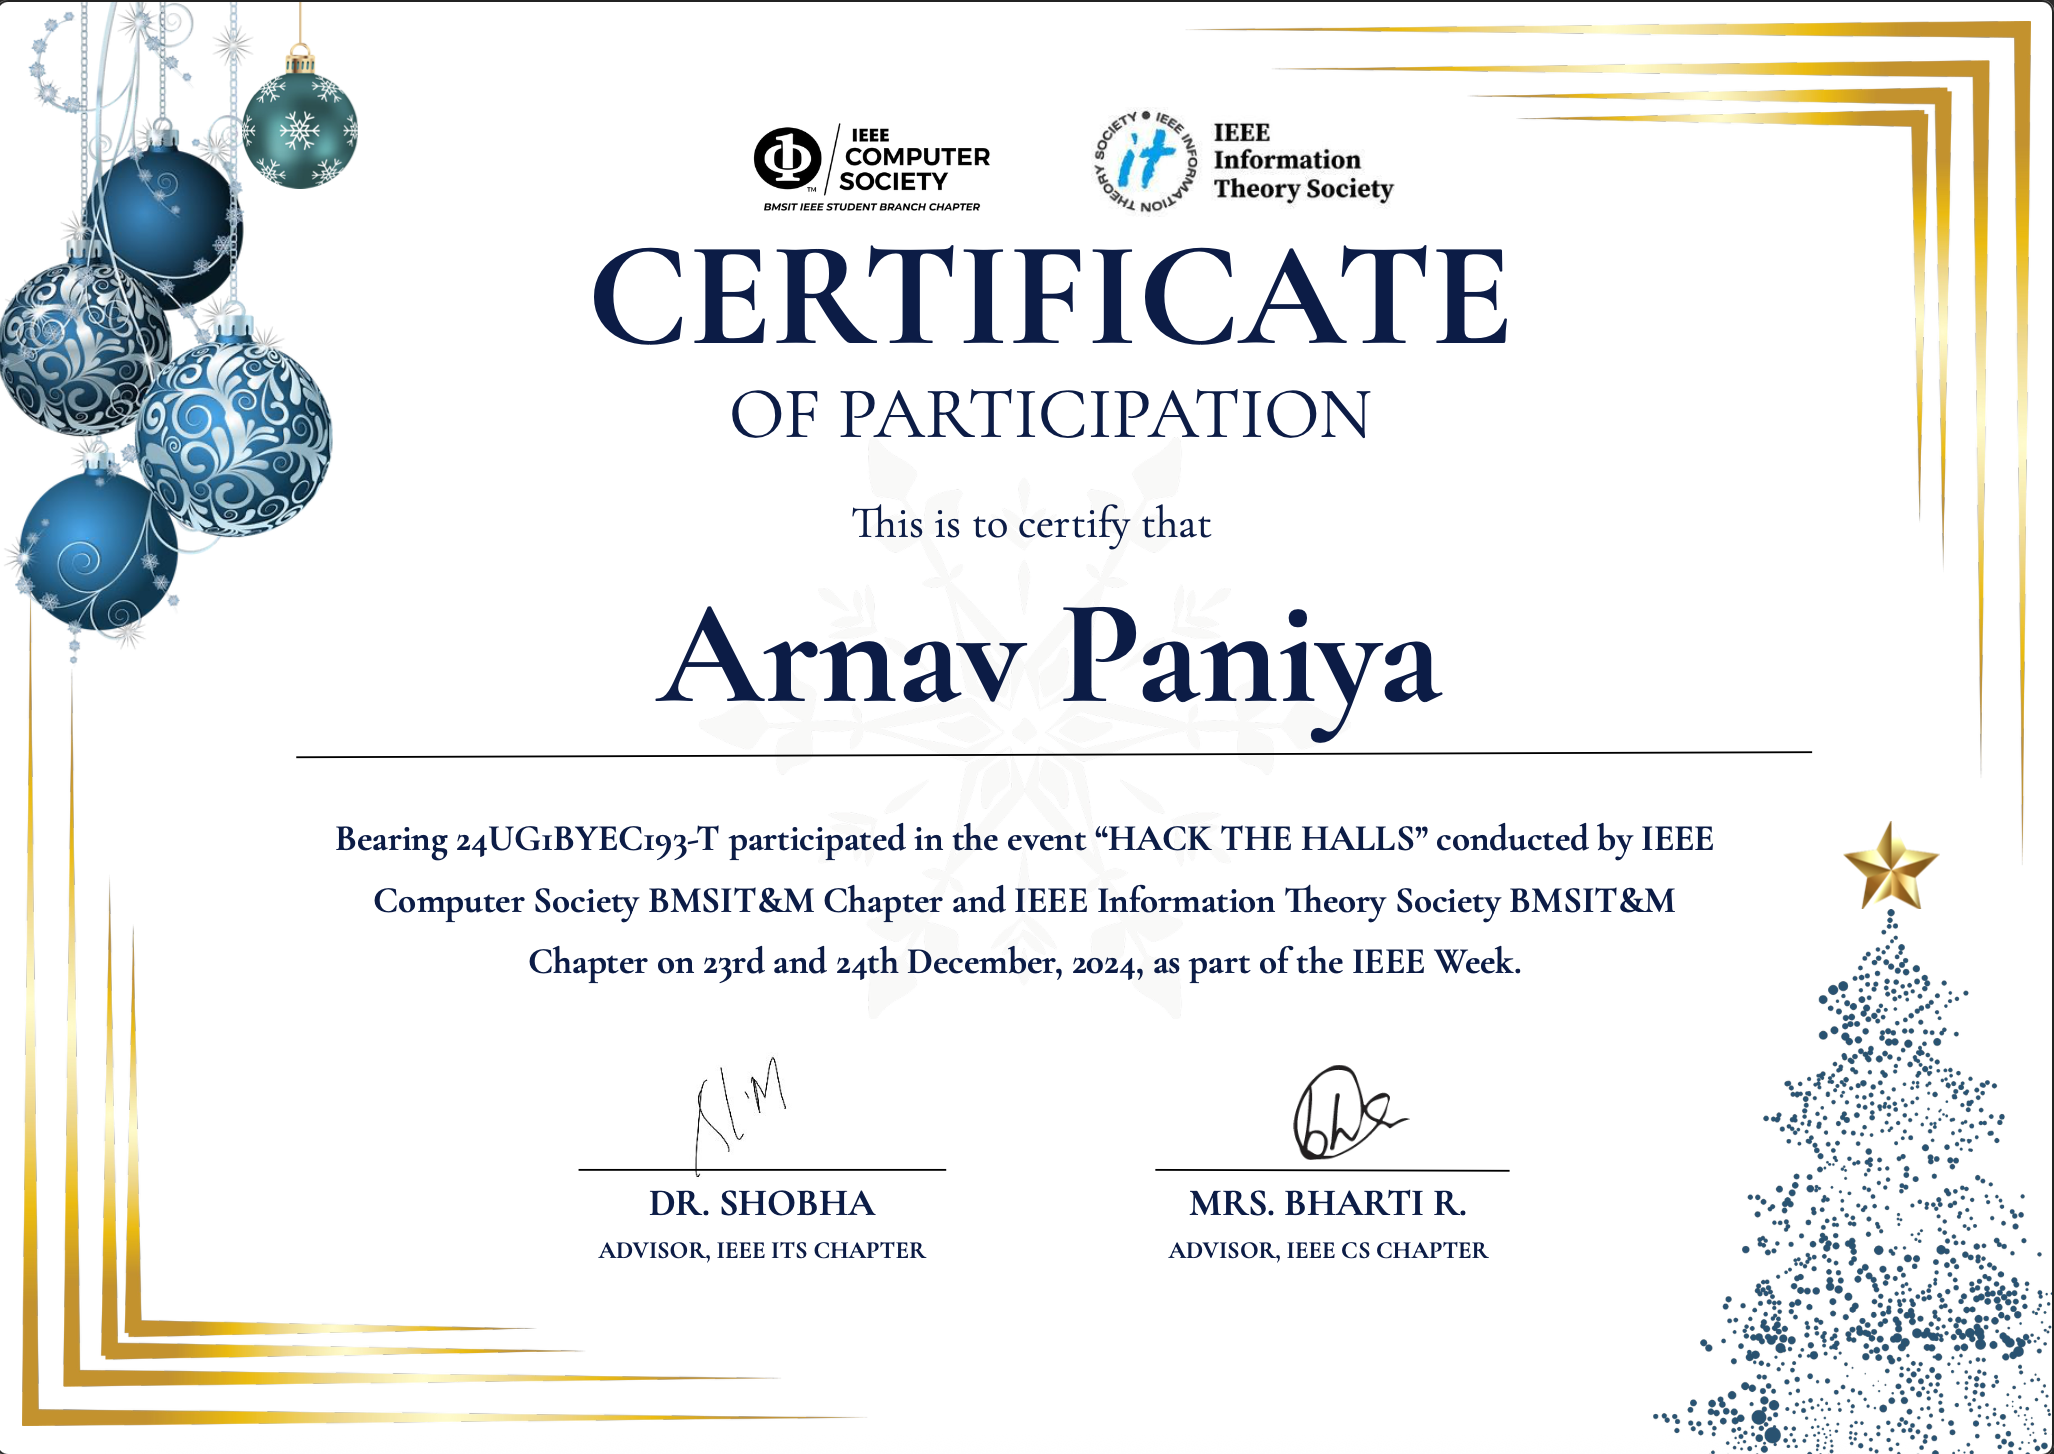 IEEE
COMPUTER
SOCIETY
TM
BMSIT IEEE STUDENT BRANCH CHAPTER
SOCIETY • IEEE INFORMATION THEORY
it
IEEE
Information
Theory Society
CERTIFICATE
OF PARTICIPATION
This is to certify that
Arnav Paniya
Bearing 24UG1BYEC193-T participated in the event “HACK THE HALLS” conducted by IEEE
Computer Society BMSIT&M Chapter and IEEE Information Theory Society BMSIT&M
Chapter on 23rd and 24th December, 2024, as part of the IEEE Week.
DR. SHOBHA
ADVISOR, IEEE ITS CHAPTER
MRS. BHARTI R.
ADVISOR, IEEE CS CHAPTER